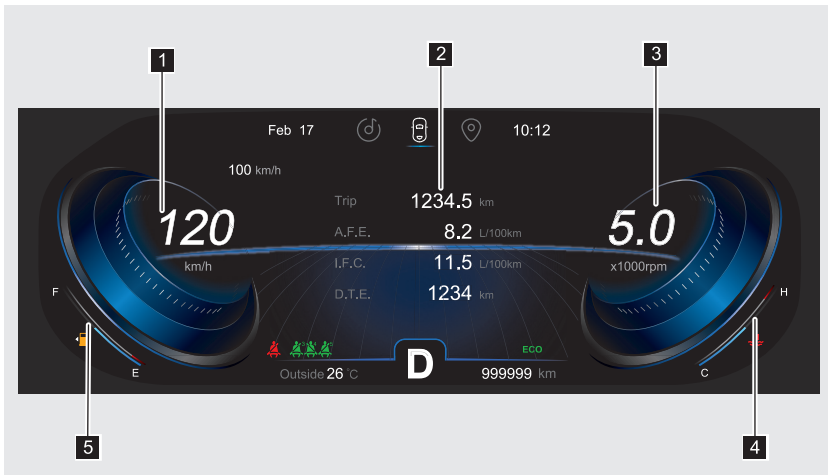 1
2
3
Feb 17
10:12
100 km/h
Trip 1234.5 km
120
km/h
5.0
x1000rpm
A.F.E. 8.2 L/100km
I.F.C. 11.5 L/100km
D.T.E. 1234 km
F
H
E
C
ECO
D
Outside 26 °C
999999 km
5
4